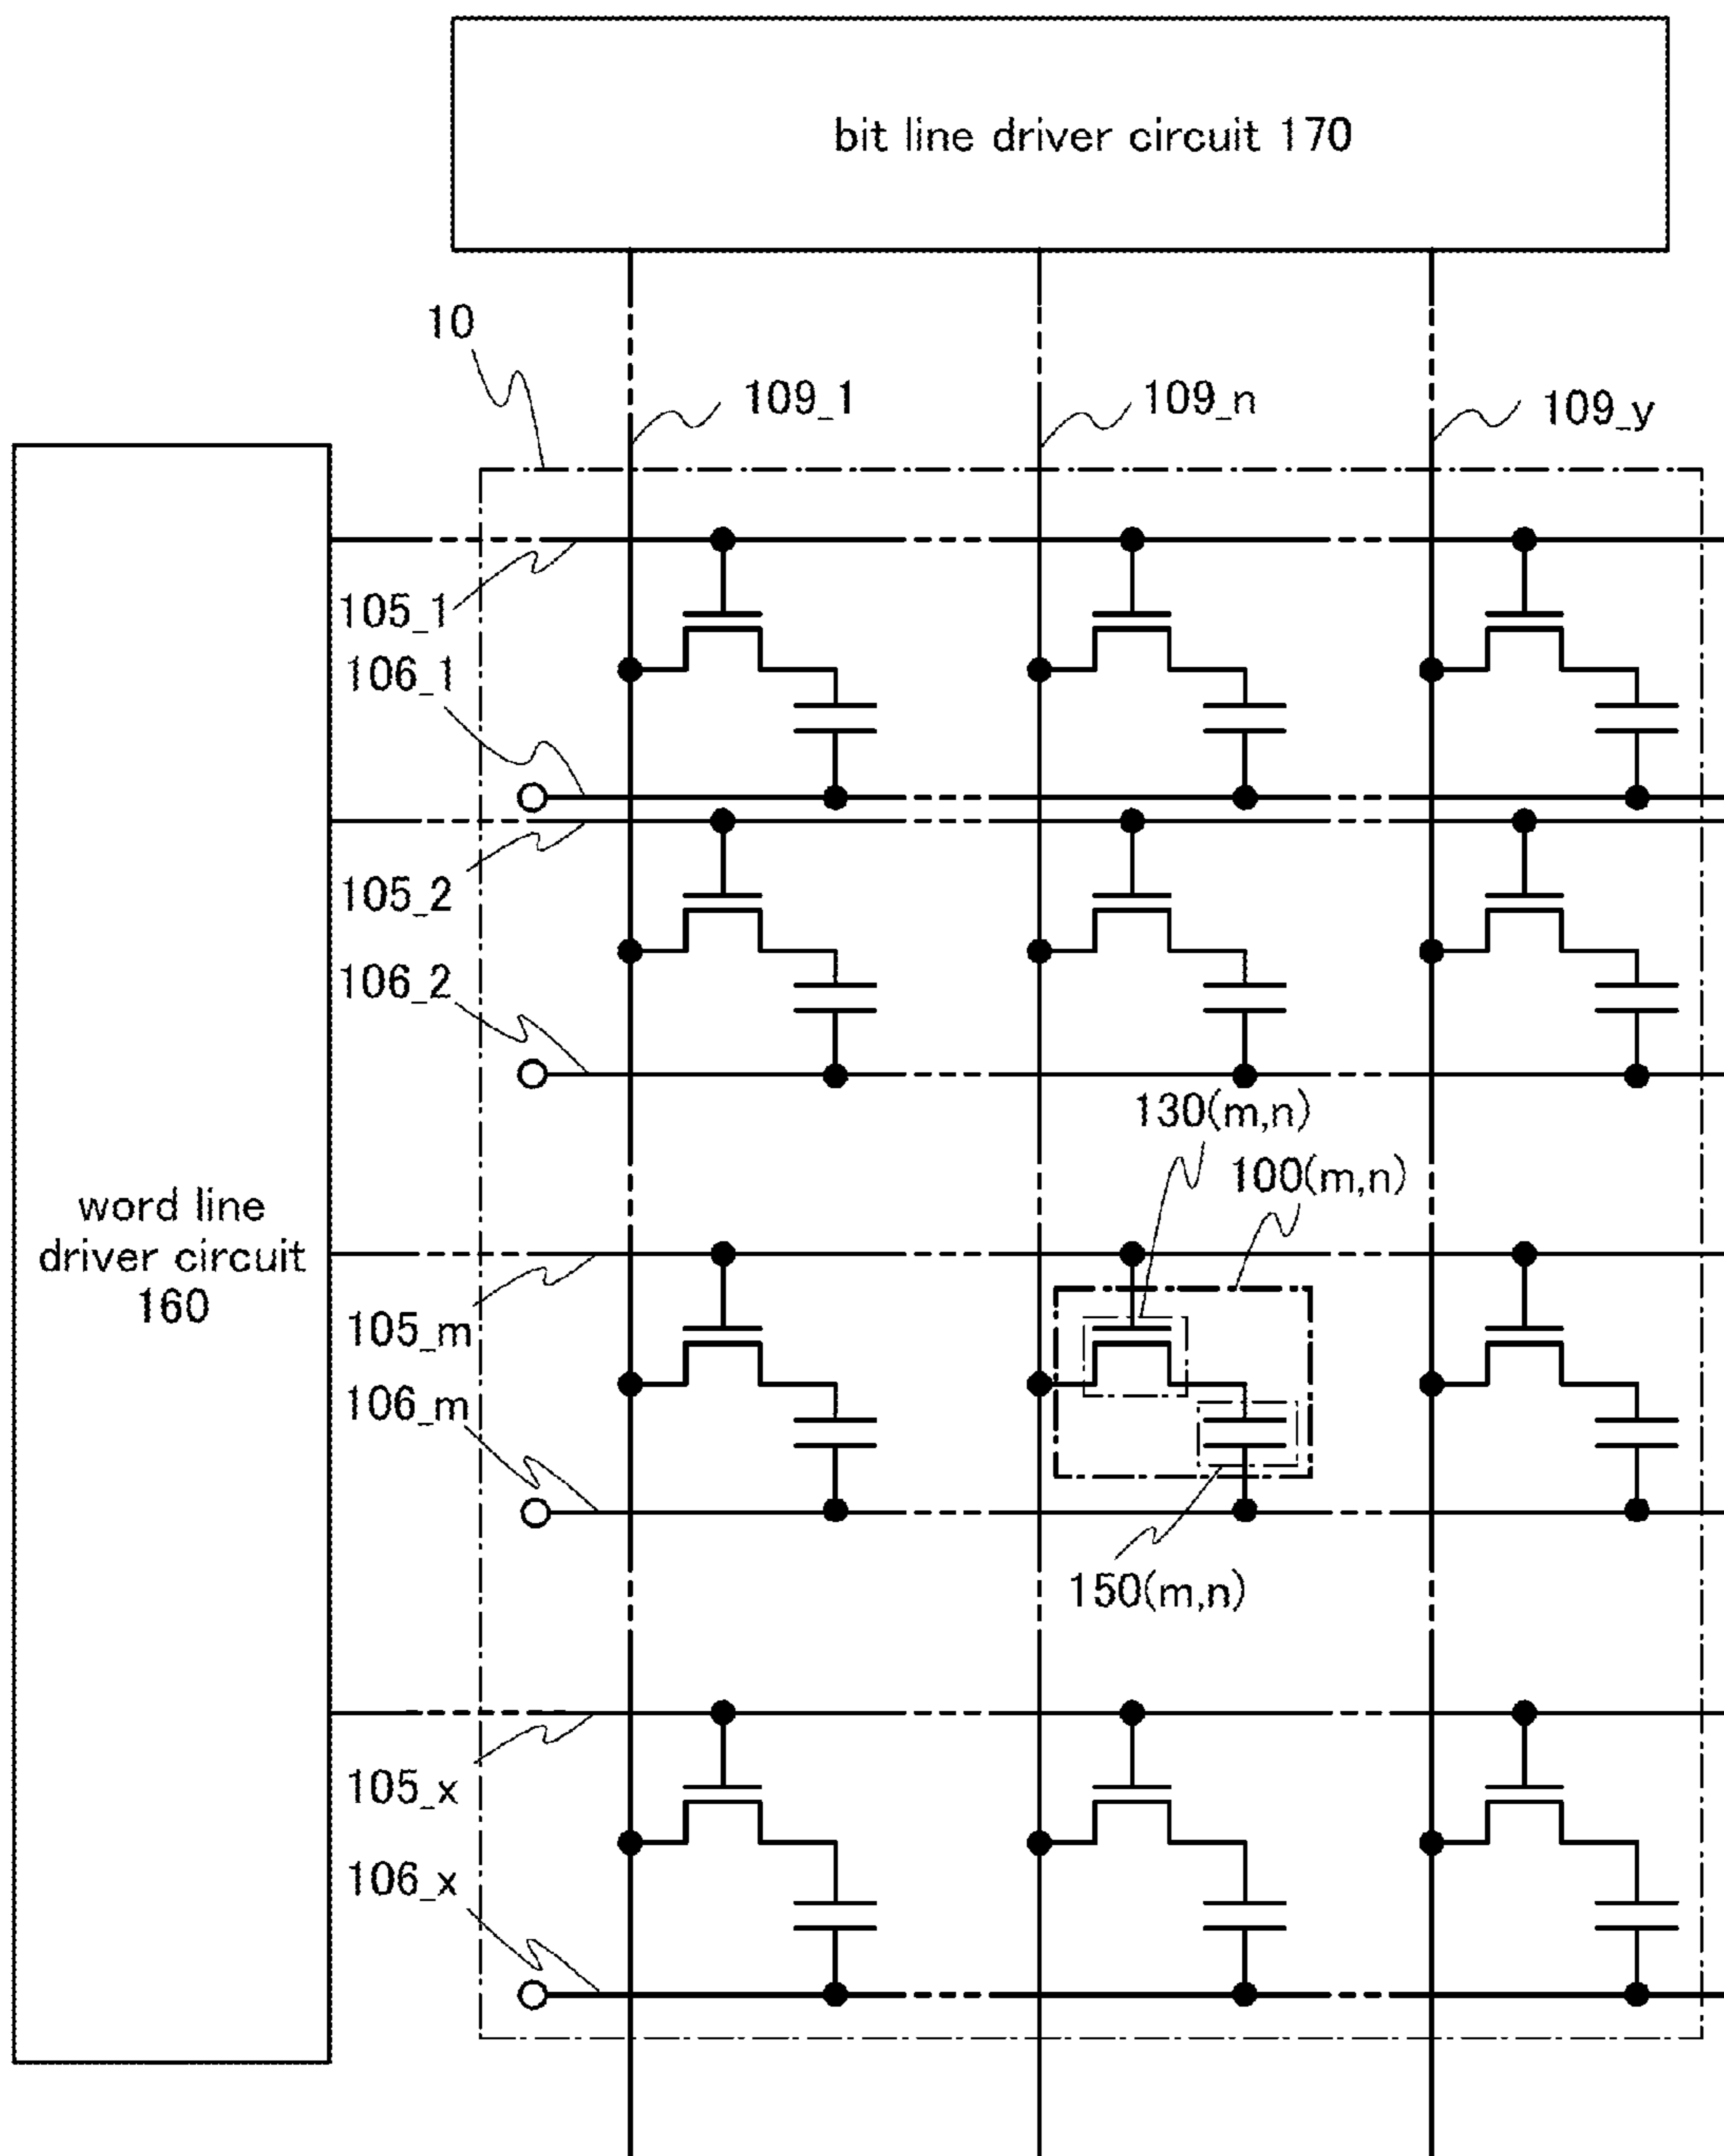 bit line driver circuit 170
10
109_1
109_n
109_y
105_1
106_1
105_2
106_2
130(m,n)
100(m,n)
word line
driver circuit
160
105_m
106_m
150(m,n)
105_x
106_x